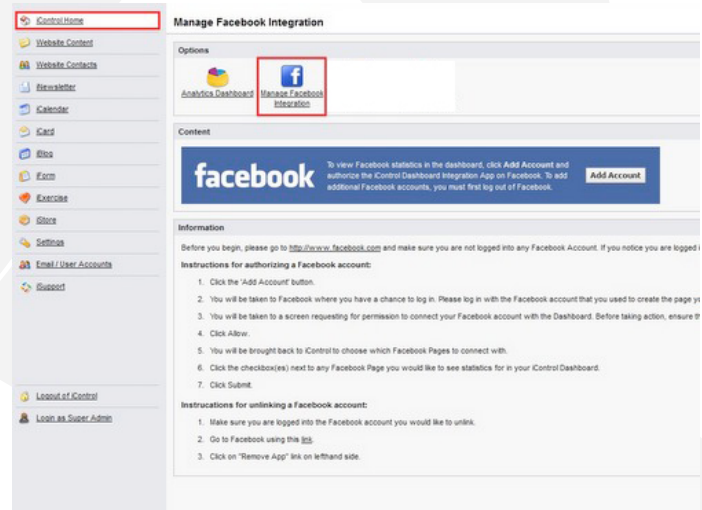 iControl Home
Website Content
Website Contacts
iNewsletter
iCalendar
iCard
iBlog
iForm
Exercise
iStore
Settings
Email / User Accounts
iSupport
Logout of iControl
Login as Super Admin
Manage Facebook Integration
Options
Analytics Dashboard
Manage Facebook
Integration
Content
facebook
To view Facebook statistics in the dashboard, click Add Account and
authorize the iControl Dashboard Integration App on Facebook. To add
additional Facebook accounts, you must first log out of Facebook.
Add Account
Information
Before you begin, please go to http://www.facebook.com and make sure you are not logged into any Facebook Account. If you notice you are logged i
Instructions for authorizing a Facebook account:
1. Click the 'Add Account' button.
2. You will be taken to Facebook where you have a chance to log in. Please log in with the Facebook account that you used to create the page y
3. You will be taken to a screen requesting for permission to connect your Facebook account with the Dashboard. Before taking action, ensure th
4. Click Allow.
5. You will be brought back to iControl to choose which Facebook Pages to connect with.
6. Click the checkbox(es) next to any Facebook Page you would like to see statistics for in your iControl Dashboard.
7. Click Submit.
Instrucations for unlinking a Facebook account:
1. Make sure you are logged into the Facebook account you would like to unlink.
2. Go to Facebook using this link.
3. Click on "Remove App" link on lefthand side.